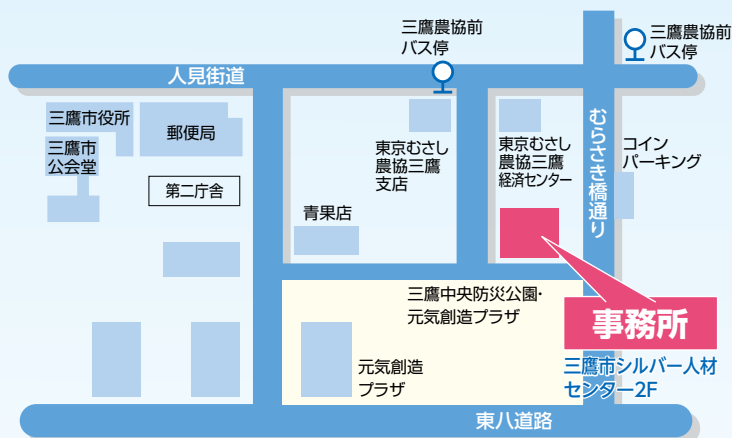 三鷹農協前
バス停
三鷹農協前
バス停
人見街道
三鷹市役所
郵便局
三鷹市
公会堂
第二庁舎
東京むさし
農協三鷹
支店
東京むさし
農協三鷹
経済センター
むらさき橋通り
コイン
パーキング
青果店
三鷹中央防災公園・
元気創造プラザ
事務所
三鷹市シルバー人材
センター2F
元気創造
プラザ
東八道路